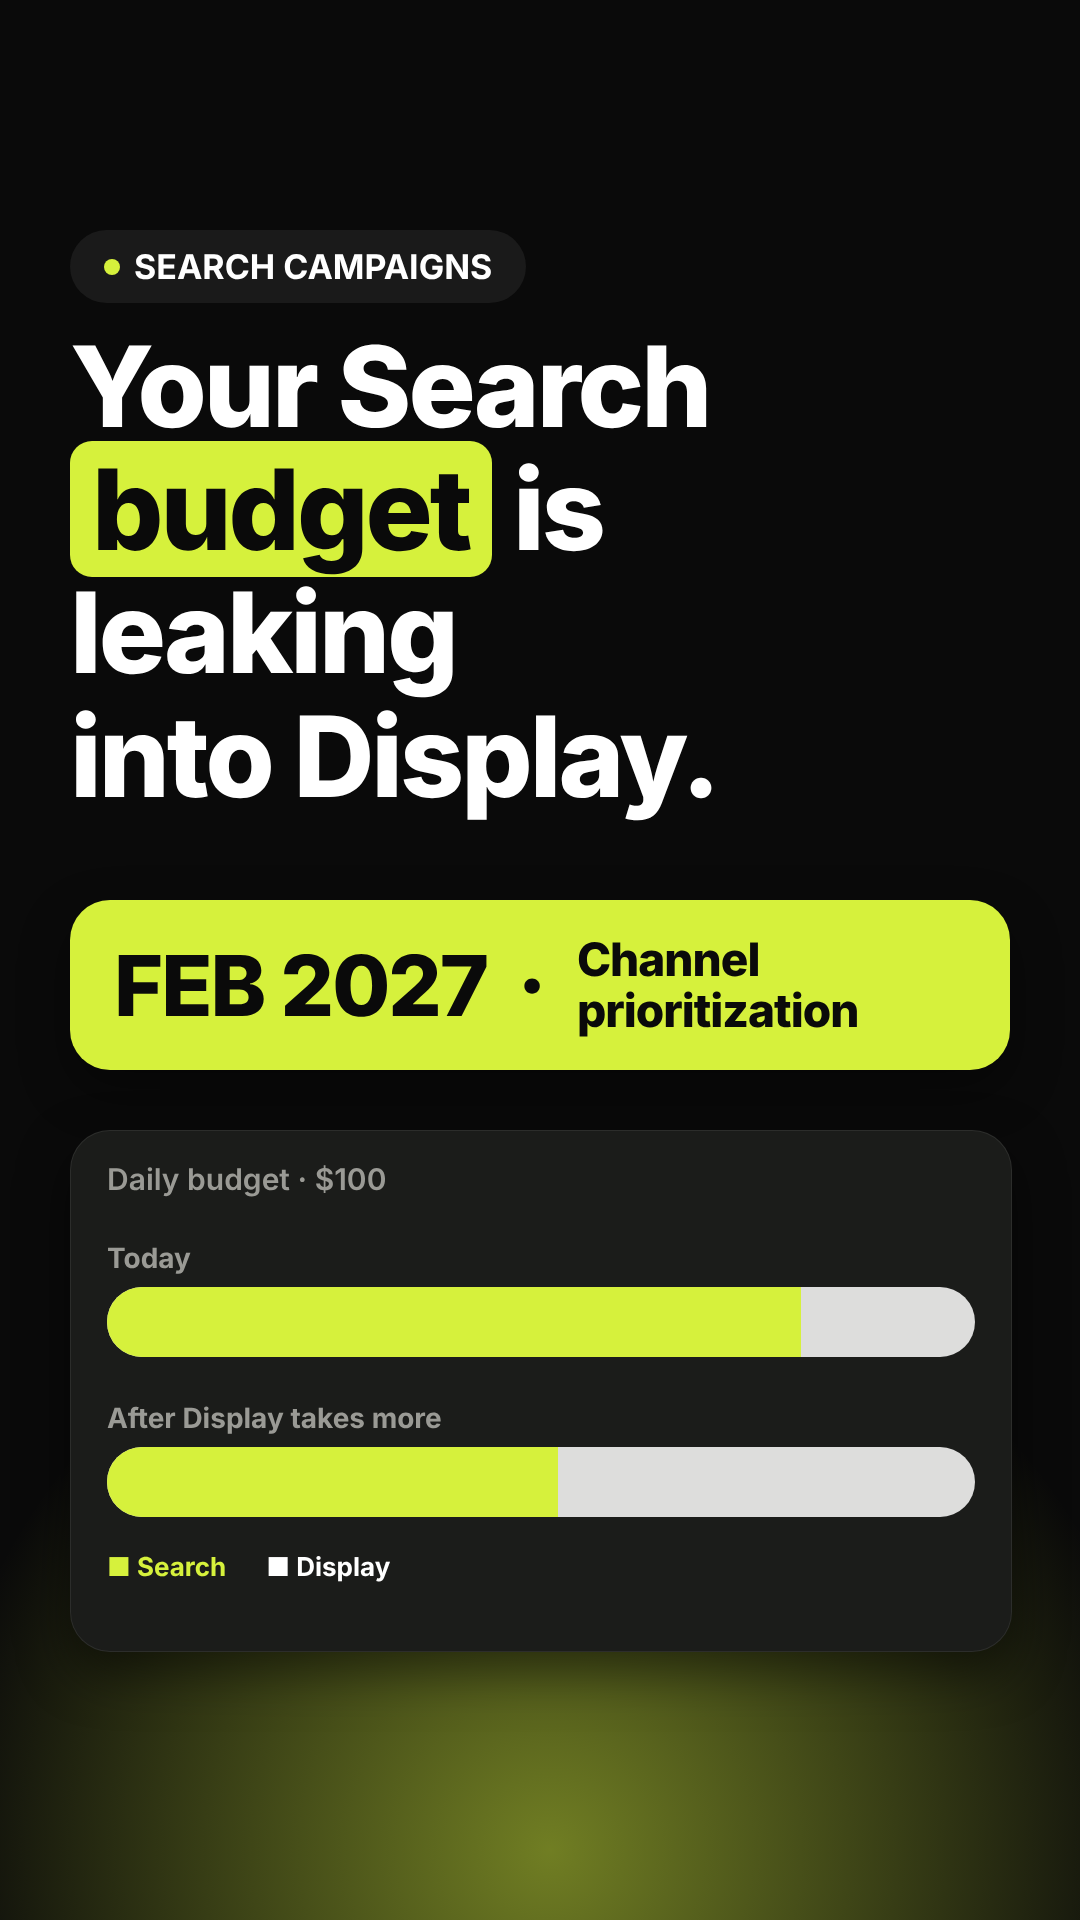 SEARCH CAMPAIGNS
Your Search
budget is
leaking
into Display.
FEB 2027 · Channel
prioritization
Daily budget · $100
Today
After Display takes more
Search Display